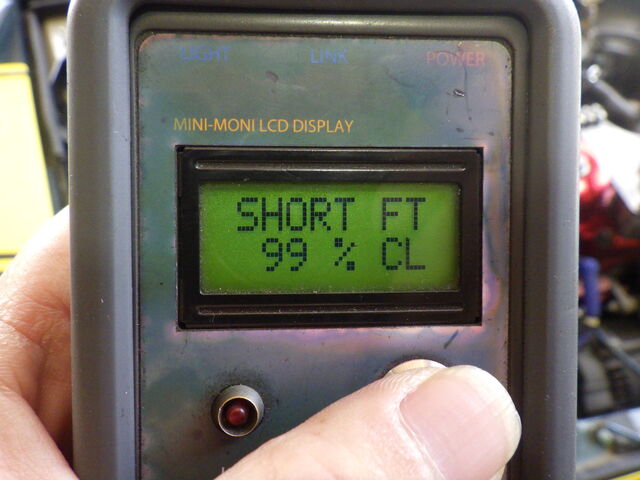 LIGHT LINK POWER
MINI-MONI LCD DISPLAY
SHORT FT
99 % CL